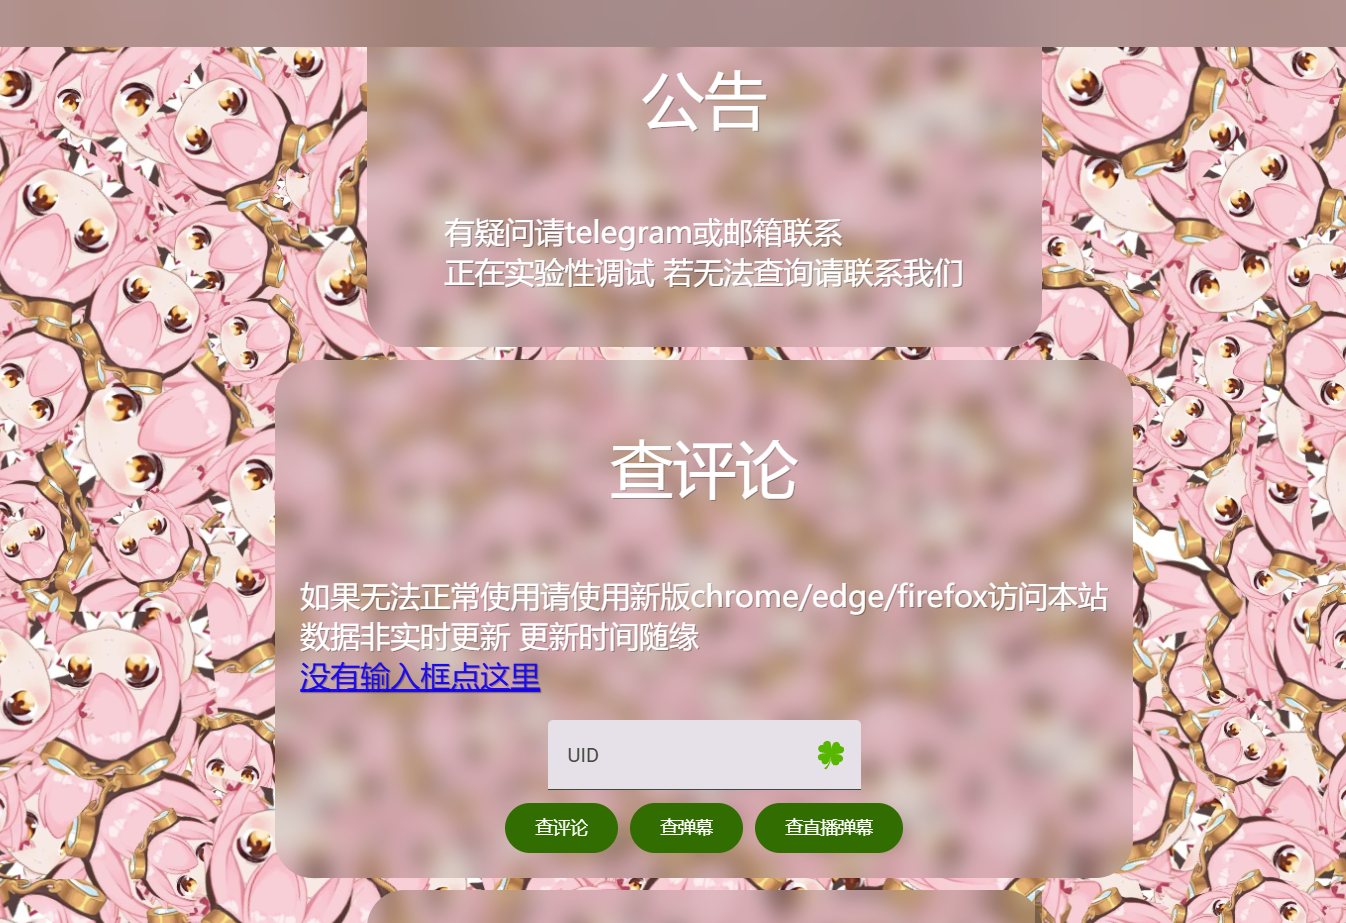 公告
有疑问请telegram或邮箱联系
正在实验性调试 若无法查询请联系我们
查评论
如果无法正常使用请使用新版chrome/edge/firefox访问本站
数据非实时更新 更新时间随缘
没有输入框点这里
UID
查评论 查弹幕 查直播弹幕